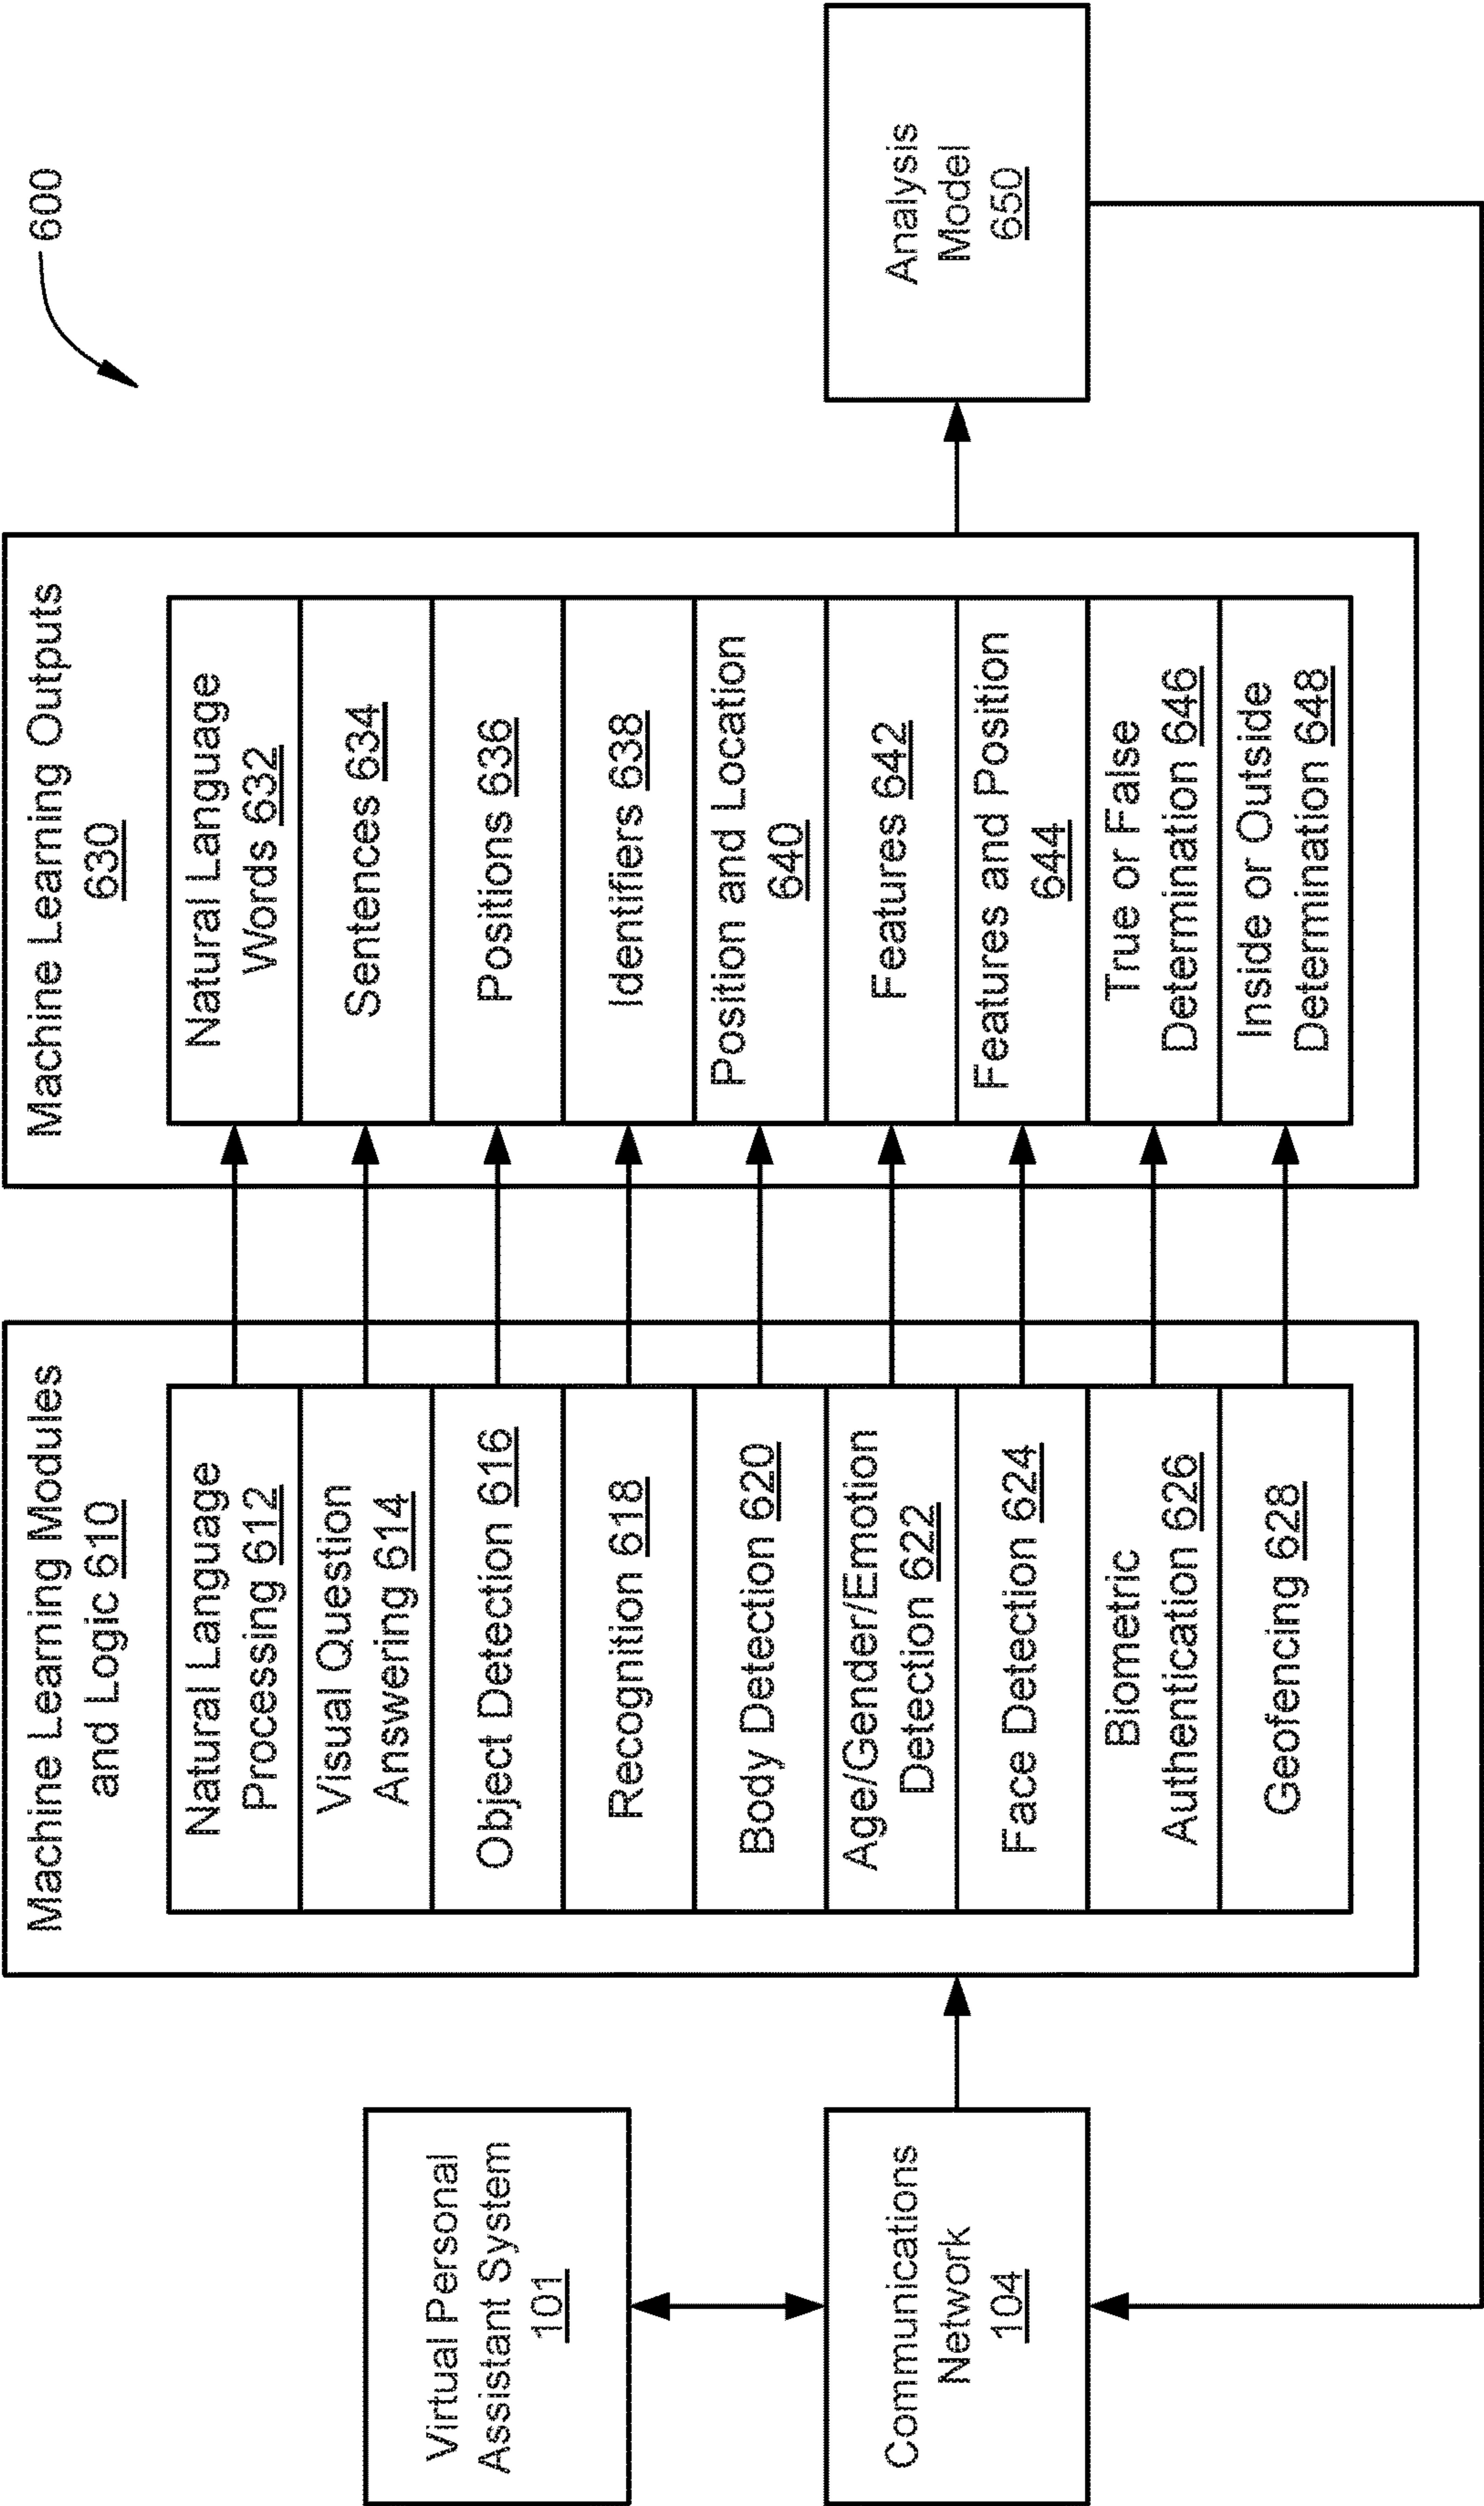 600
Virtual Personal
Assistant System
101
Communications
Network
104
Machine Learning Modules
and Logic 610
Natural Language
Processing 612
Visual Question
Answering 614
Object Detection 616
Recognition 618
Body Detection 620
Age/Gender/Emotion
Detection 622
Face Detection 624
Biometric
Authentication 626
Geofencing 628
Machine Learning Outputs
630
Natural Language
Words 632
Sentences 634
Positions 636
Identifiers 638
Position and Location
640
Features 642
Features and Position
644
True or False
Determination 646
Inside or Outside
Determination 648
Analysis
Model
650